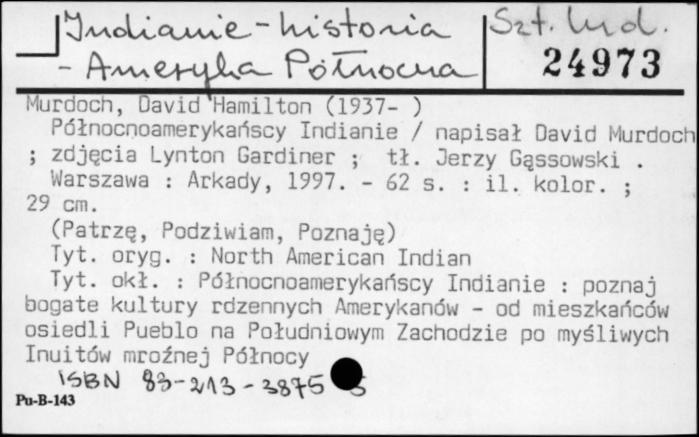 Indianie - historia
Szt. lud.
- Ameryka Północna
24973
Murdoch, David Hamilton (1937- )
Północnoamerykańscy Indianie / napisał David Murdoch
; zdjęcia Lynton Gardiner ; tł. Jerzy Gąssowski .
Warszawa : Arkady, 1997. - 62 s. : il. kolor. ;
29 cm.
(Patrzę, Podziwiam, Poznaję)
Tyt. oryg. : North American Indian
Tyt. okł. : Północnoamerykańscy Indianie : poznaj
bogate kultury rdzennych Amerykanów - od mieszkańców
osiedli Pueblo na Południowym Zachodzie po myśliwych
Inuitów mroźnej Północy
ISBN 83-213-3875 5
Pu-B-143